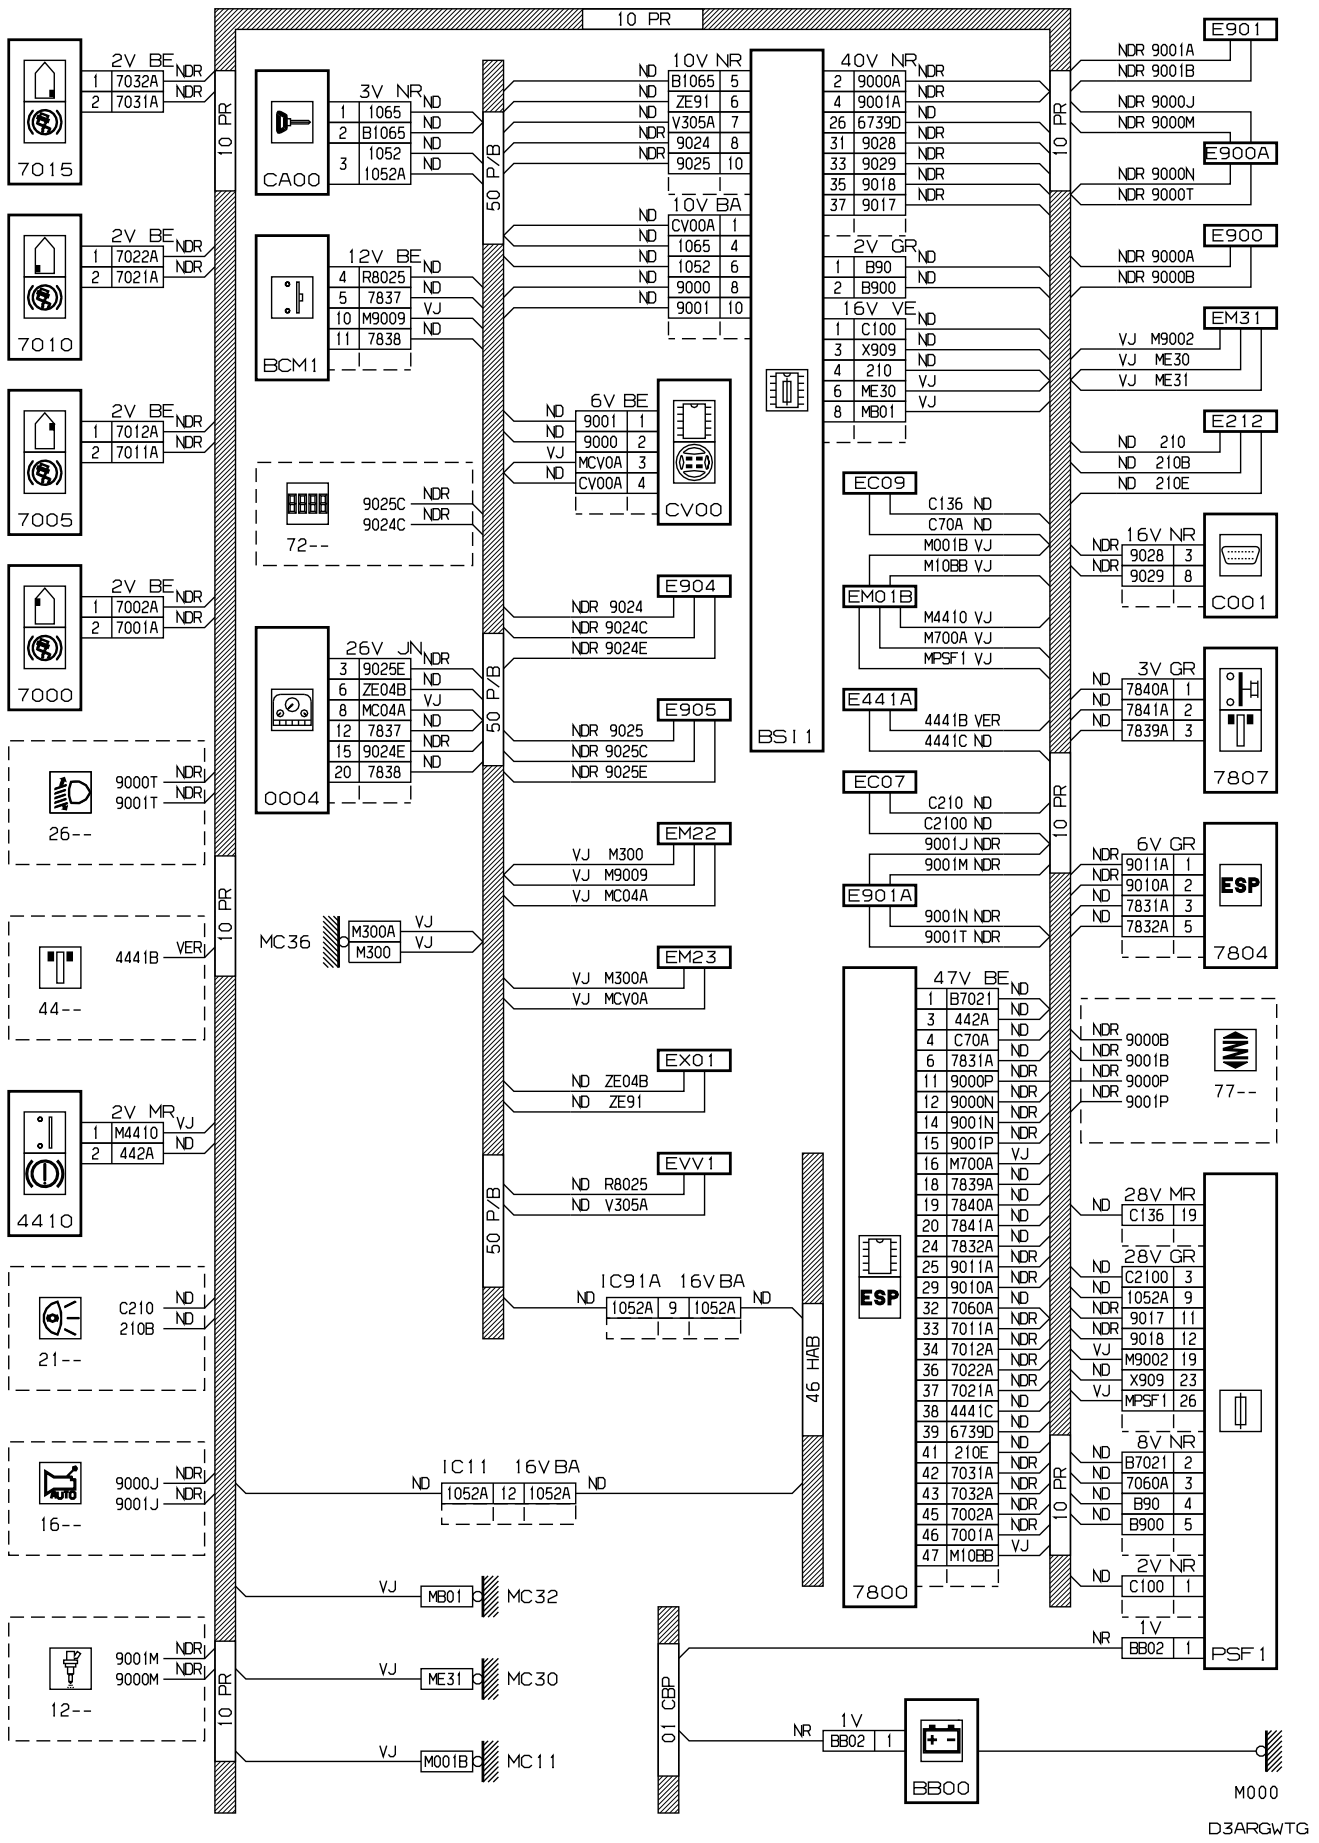 10 PR
2V BE
1 7032A NDR
2 7031A NDR
7015
2V BE
1 7022A NDR
2 7021A NDR
7010
2V BE
1 7012A NDR
2 7011A NDR
7005
2V BE
1 7002A NDR
2 7001A NDR
7000
9000T NDR
9001T NDR
26--
4441B VER
44--
2V MR
1 M4410 VJ
2 442A ND
4410
C210 ND
210B ND
21--
9000J NDR
9001J NDR
AUTO
16--
9001M NDR
9000M NDR
12--
10 PR
10 PR
10 PR
3V NR
1 1065 ND
2 B1065 ND
3 1052 ND
1052A ND
CA00
12V BE
4 R8025 ND
5 7837 ND
10 M9009 VJ
11 7838 ND
BCM1
9025C NDR
9024C NDR
72--
26V JN
3 9025E NDR
6 ZE04B ND
8 MC04A VJ
12 7837 ND
15 9024E NDR
20 7838 ND
0004
MC36
M300A VJ
M300 VJ
50 P/B
50 P/B
50 P/B
10V NR
ND B1065 5
ND ZE91 6
ND V305A 7
NDR 9024 8
NDR 9025 10
10V BA
ND CV00A 1
ND 1065 4
ND 1052 6
ND 9000 8
ND 9001 10
6V BE
ND 9001 1
ND 9000 2
VJ MCV0A 3
ND CV00A 4
CV00
E904
NDR 9024
NDR 9024C
NDR 9024E
E905
NDR 9025
NDR 9025C
NDR 9025E
EM22
VJ M300
VJ M9009
VJ MC04A
EM23
VJ M300A
VJ MCV0A
EX01
ND ZE04B
ND ZE91
EVV1
ND R8025
ND V305A
IC91A 16V BA
ND 1052A 9 1052A ND
46 HAB
IC11 16V BA
ND 1052A 12 1052A ND
VJ MB01 MC32
VJ ME31 MC30
VJ M001B MC11
BSI1
40V NR
2 9000A NDR
4 9001A NDR
26 6739D ND
31 9028 NDR
33 9029 NDR
35 9018 NDR
37 9017 NDR
2V GR
1 B90 ND
2 B900 ND
16V VE
1 C100 ND
3 X909 ND
4 210 ND
6 ME30 VJ
8 MB01 VJ
EC09
C136 ND
C70A ND
M001B VJ
M10BB VJ
EM01B
M4410 VJ
M700A VJ
MPSF1 VJ
E441A
4441B VER
4441C ND
EC07
C210 ND
C2100 ND
9001J NDR
9001M NDR
E901A
9001N NDR
9001T NDR
47V BE
1 B7021 ND
3 442A ND
4 C70A ND
6 7831A ND
11 9000P NDR
12 9000N NDR
14 9001N NDR
15 9001P NDR
16 M700A VJ
18 7839A ND
19 7840A ND
20 7841A ND
24 7832A ND
25 9011A NDR
29 9010A NDR
32 7060A ND
33 7011A NDR
34 7012A NDR
36 7022A NDR
37 7021A NDR
38 4441C ND
39 6739D ND
41 210E ND
42 7031A NDR
43 7032A NDR
45 7002A NDR
46 7001A NDR
47 M10BB VJ
ESP
7800
10 PR
10 PR
10 PR
E901
NDR 9001A
NDR 9001B
NDR 9000J
NDR 9000M
E900A
NDR 9000N
NDR 9000T
E900
NDR 9000A
NDR 9000B
EM31
VJ M9002
VJ ME30
VJ ME31
E212
ND 210
ND 210B
ND 210E
16V NR
NDR 9028 3
NDR 9029 8
C001
3V GR
ND 7840A 1
ND 7841A 2
ND 7839A 3
7807
6V GR
NDR 9011A 1
NDR 9010A 2
ND 7831A 3
ND 7832A 5
ESP
7804
NDR 9000B
NDR 9001B
NDR 9000P
NDR 9001P
77--
28V MR
ND C136 19
28V GR
ND C2100 3
ND 1052A 9
NDR 9017 11
NDR 9018 12
VJ M9002 19
ND X909 23
VJ MPSF1 26
8V NR
ND B7021 2
ND 7060A 3
ND B90 4
ND B900 5
2V NR
ND C100 1
1V
NR BB02 1
PSF1
01 CBP
1V
NR BB02 1
BB00
M000
D3ARGWTG